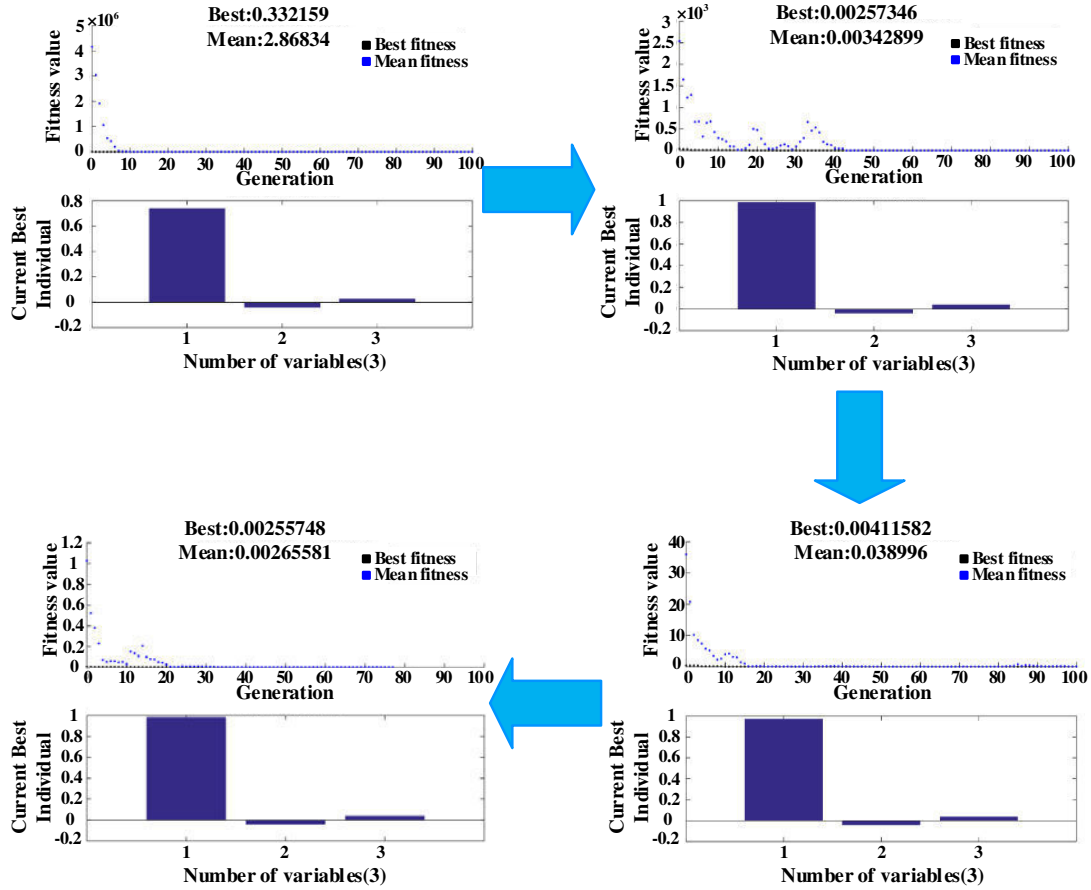 ×10⁶
Best:0.332159
Mean:2.86834
Best fitness
Mean fitness
Fitness value
5
4
3
2
1
0
0 10 20 30 40 50 60 70 80 90 100
Generation
Current Best
Individual
0.8
0.6
0.4
0.2
0
-0.2
1 2 3
Number of variables(3)
×10³
Best:0.00257346
Mean:0.00342899
Best fitness
Mean fitness
Fitness value
3
2.5
2
1.5
1
0.5
0
0 10 20 30 40 50 60 70 80 90 100
Generation
Current Best
Individual
1
0.8
0.6
0.4
0.2
0
-0.2
1 2 3
Number of variables(3)
Best:0.00411582
Mean:0.038996
Best fitness
Mean fitness
Fitness value
40
30
20
10
0
0 10 20 30 40 50 60 70 80 90 100
Generation
Current Best
Individual
1
0.8
0.6
0.4
0.2
0
-0.2
1 2 3
Number of variables(3)
Best:0.00255748
Mean:0.00265581
Best fitness
Mean fitness
Fitness value
1.2
1
0.8
0.6
0.4
0.2
0
0 10 20 30 40 50 60 70 80 90 100
Generation
Current Best
Individual
1
0.8
0.6
0.4
0.2
0
-0.2
1 2 3
Number of variables(3)